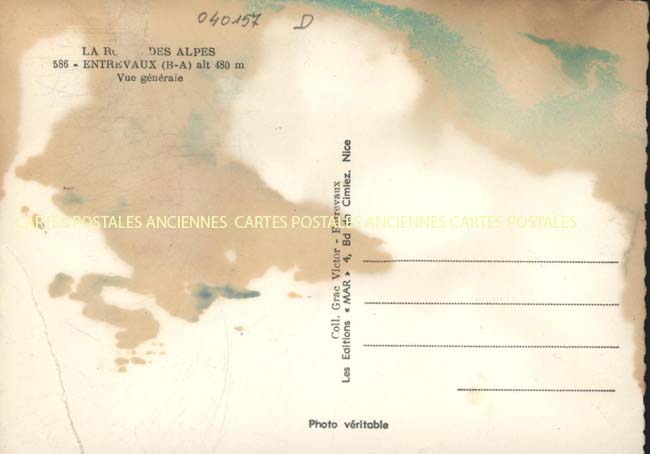 040157 D
LA DES ALPES
586 - ENTREVAUX (B-A) alt 480 m
Vue générale
CARTES POSTALES ANCIENNES CARTES POSTALES ANCIENNES CARTES POSTALES
Coll. Grac Victor - Entrevaux
Les Editions « MAR » 4, Bd Cimiez. Nice
Photo véritable